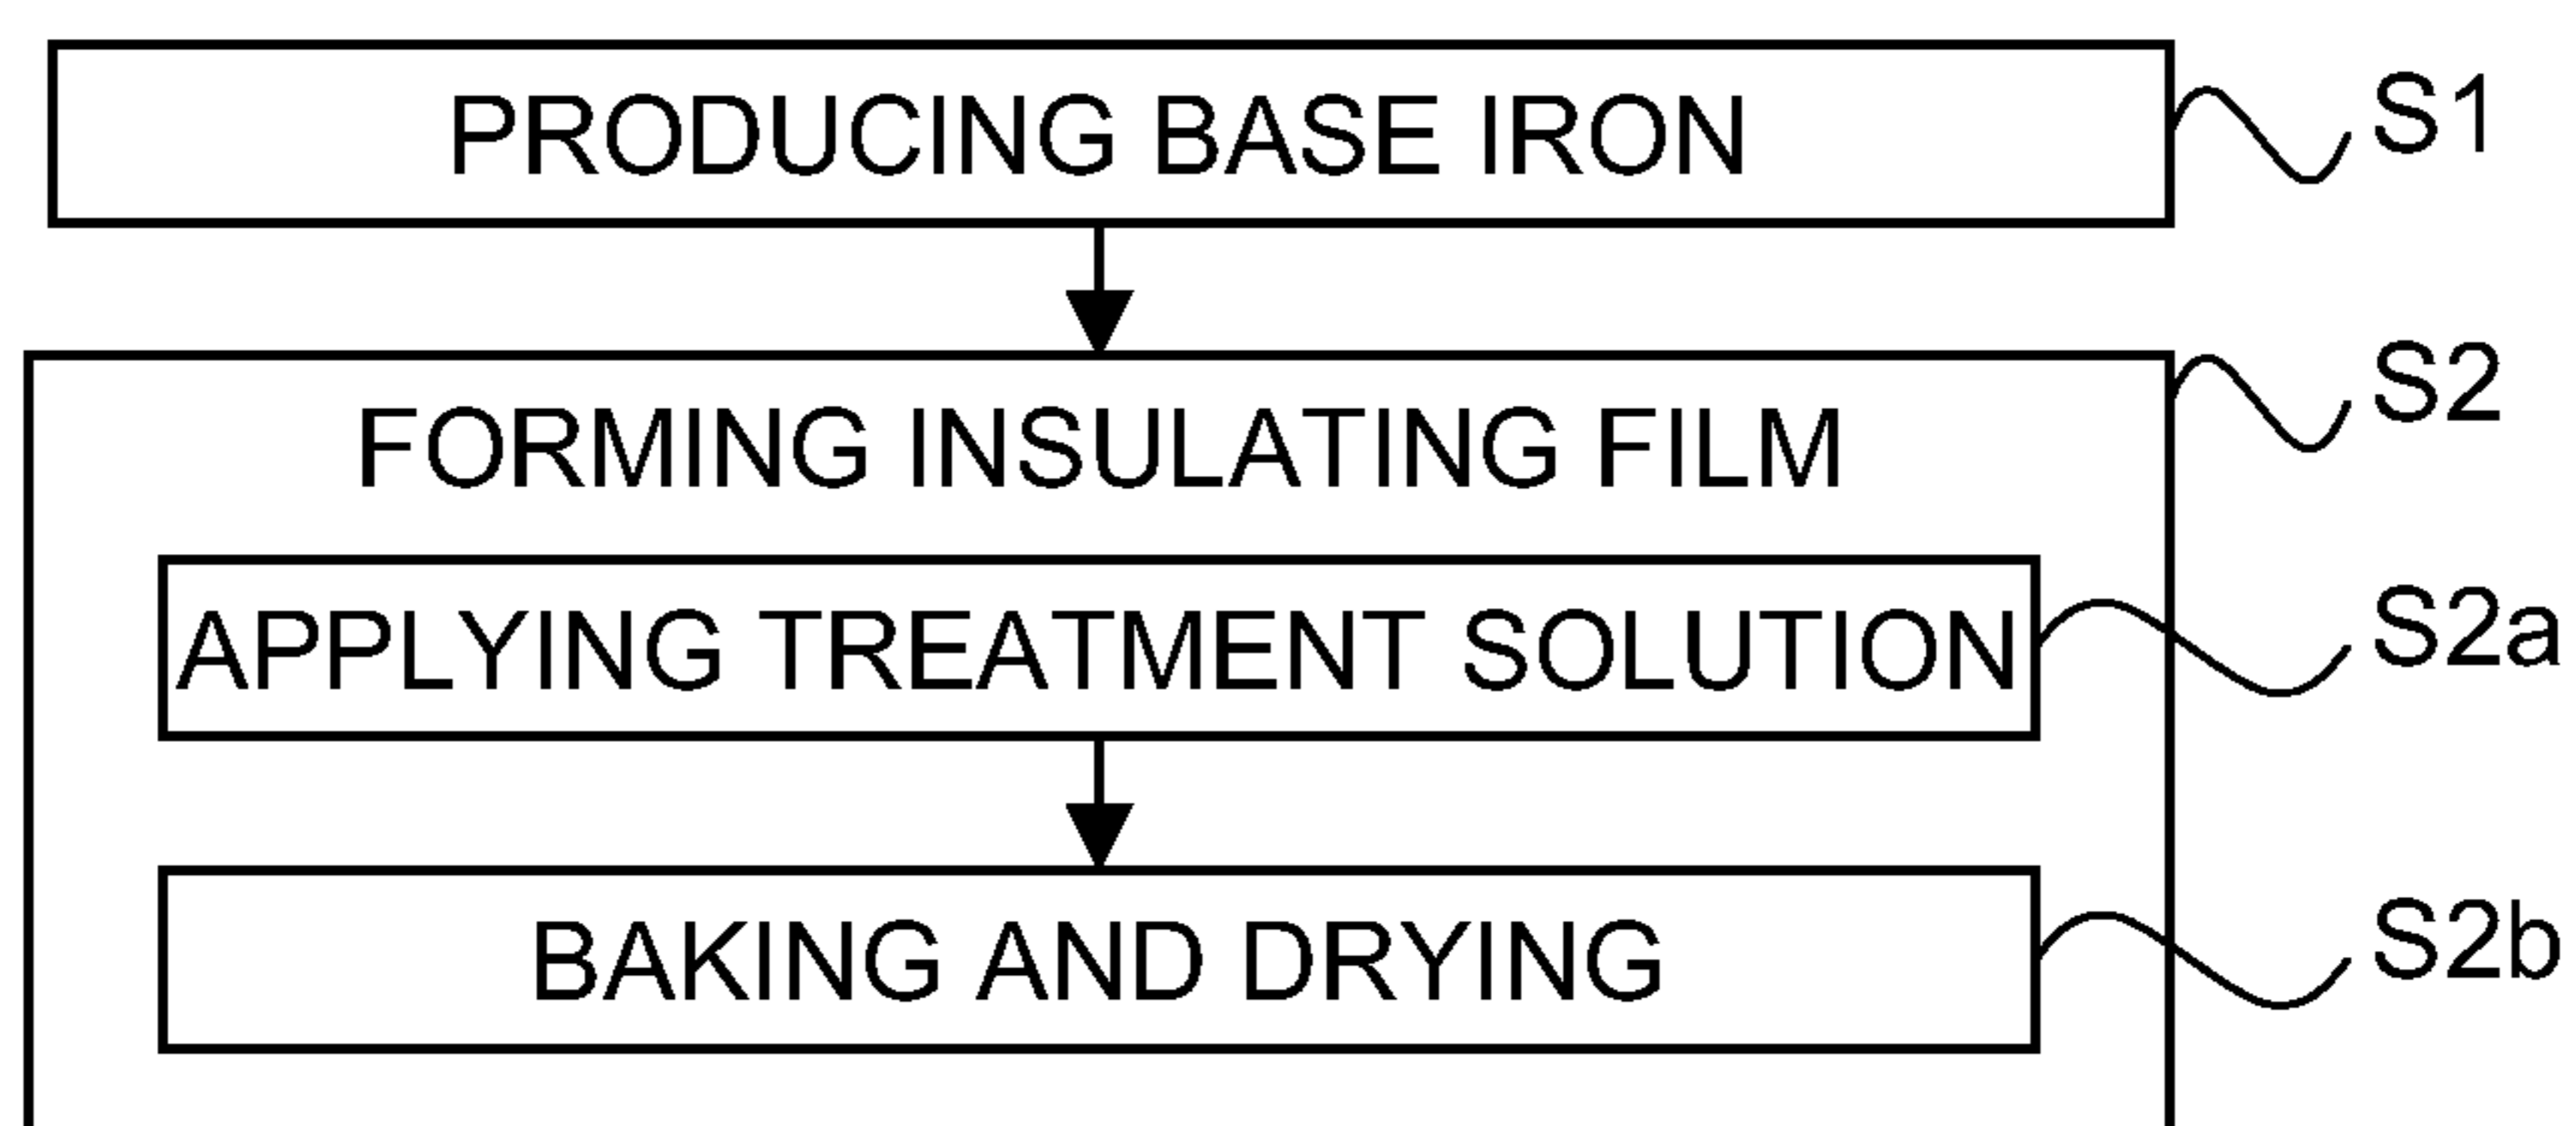 PRODUCING BASE IRON S1
FORMING INSULATING FILM S2
APPLYING TREATMENT SOLUTION S2a
BAKING AND DRYING S2b